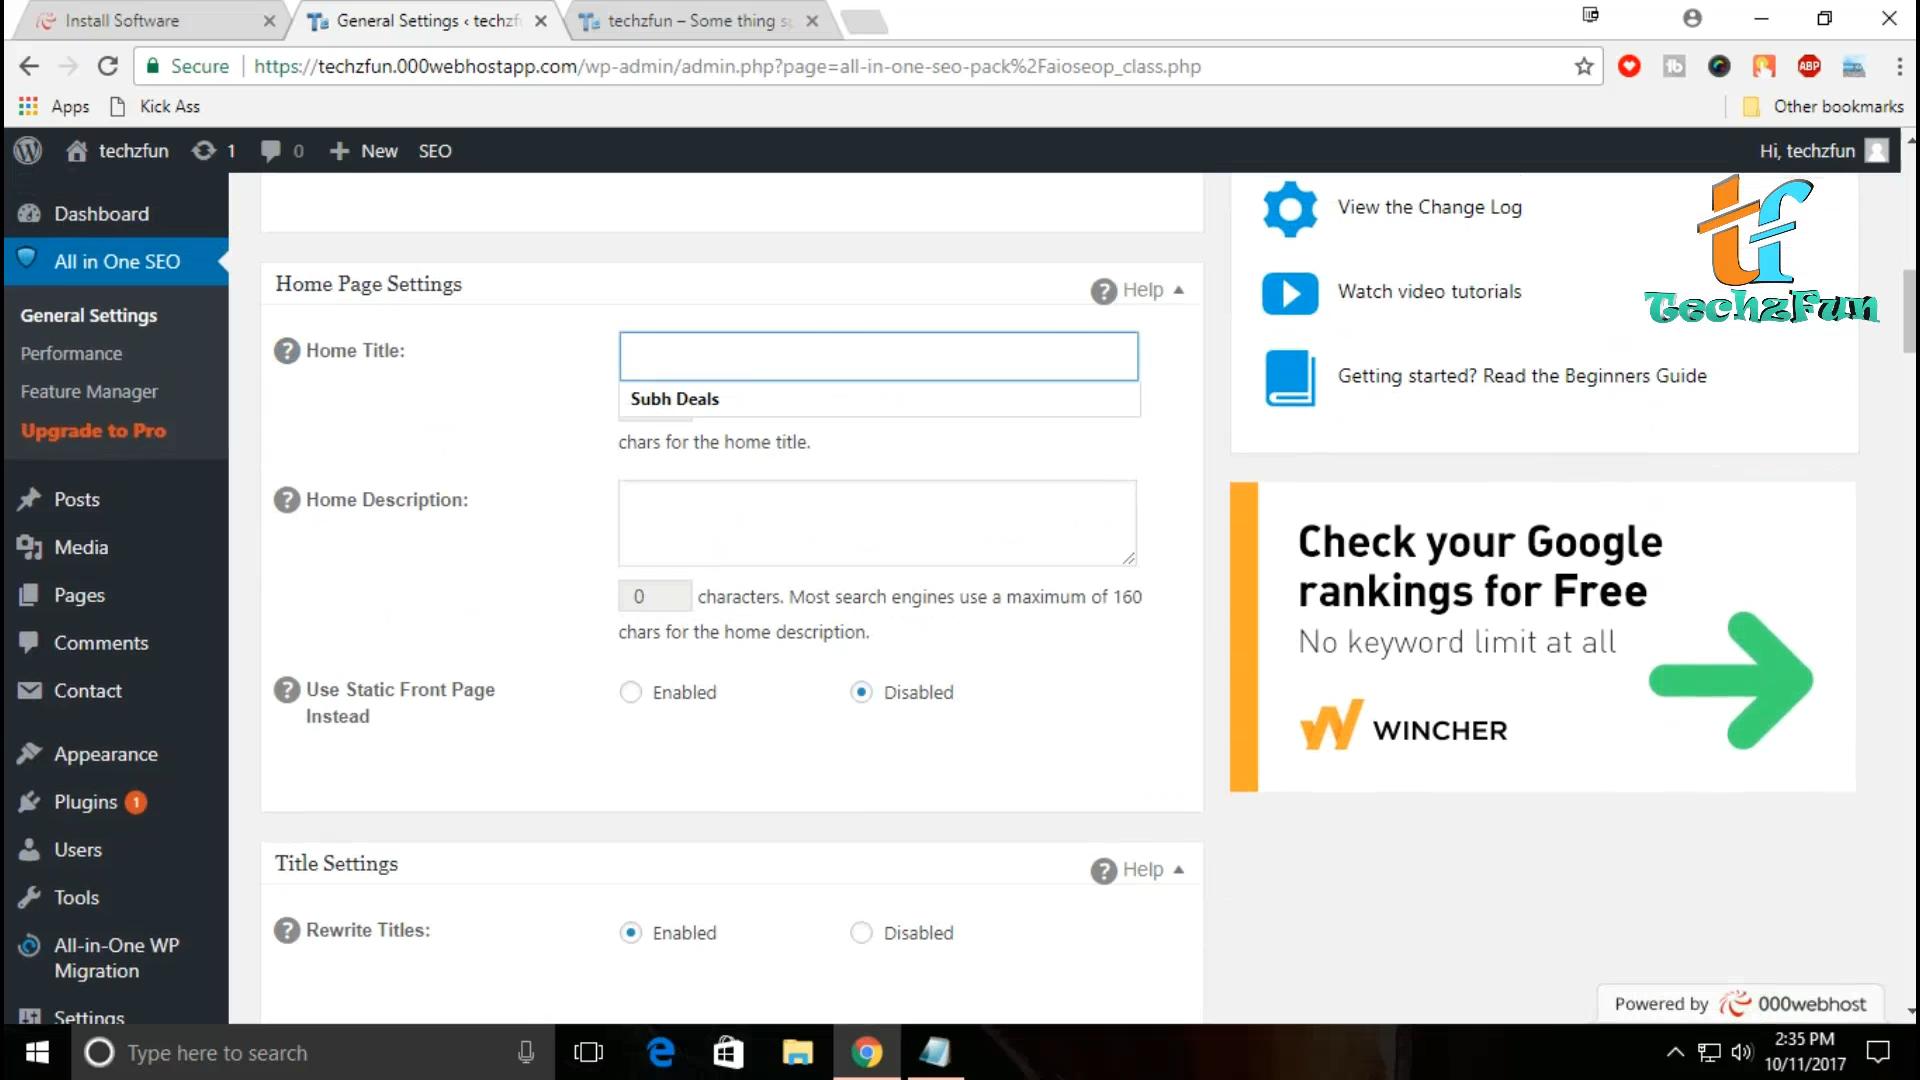 Install Software
General Settings ‹ techzf
techzfun – Some thing s
Secure
https://techzfun.000webhostapp.com/wp-admin/admin.php?page=all-in-one-seo-pack%2Faioseop_class.php
ABP
Apps
Kick Ass
Other bookmarks
techzfun
1
0
New
SEO
Hi, techzfun
Dashboard
All in One SEO
General Settings
Performance
Feature Manager
Upgrade to Pro
Posts
Media
Pages
Comments
Contact
Appearance
Plugins 1
Users
Tools
All-in-One WP
Migration
Settings
Home Page Settings
Help
Home Title:
Subh Deals
chars for the home title.
Home Description:
0 characters. Most search engines use a maximum of 160
chars for the home description.
Use Static Front Page
Instead
Enabled
Disabled
Title Settings
Help
Rewrite Titles:
Enabled
Disabled
View the Change Log
Watch video tutorials
Getting started? Read the Beginners Guide
TechzFun
Check your Google
rankings for Free
No keyword limit at all
WINCHER
Powered by 000webhost
Type here to search
2:35 PM
10/11/2017